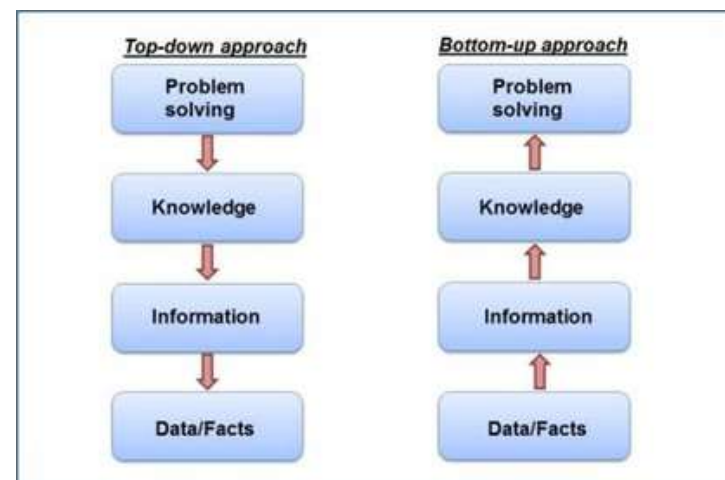 Top-down approach
Problem
solving
Knowledge
Information
Data/Facts
Bottom-up approach
Problem
solving
Knowledge
Information
Data/Facts